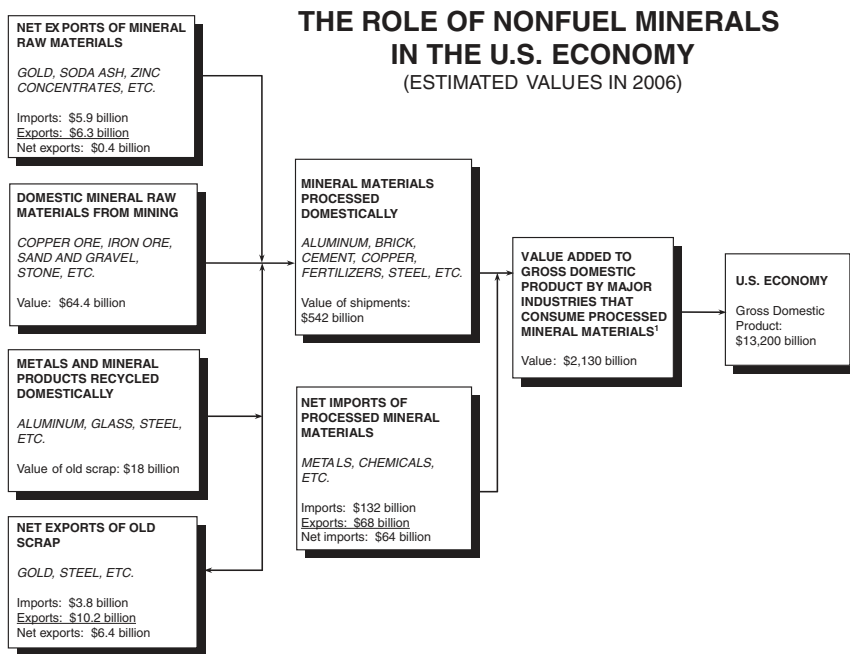 THE ROLE OF NONFUEL MINERALS
IN THE U.S. ECONOMY
(ESTIMATED VALUES IN 2006)
NET EXPORTS OF MINERAL
RAW MATERIALS
GOLD, SODA ASH, ZINC
CONCENTRATES, ETC.
Imports: $5.9 billion
Exports: $6.3 billion
Net exports: $0.4 billion
DOMESTIC MINERAL RAW
MATERIALS FROM MINING
COPPER ORE, IRON ORE,
SAND AND GRAVEL,
STONE, ETC.
Value: $64.4 billion
METALS AND MINERAL
PRODUCTS RECYCLED
DOMESTICALLY
ALUMINUM, GLASS, STEEL,
ETC.
Value of old scrap: $18 billion
NET EXPORTS OF OLD
SCRAP
GOLD, STEEL, ETC.
Imports: $3.8 billion
Exports: $10.2 billion
Net exports: $6.4 billion
MINERAL MATERIALS
PROCESSED
DOMESTICALLY
ALUMINUM, BRICK,
CEMENT, COPPER,
FERTILIZERS, STEEL, ETC.
Value of shipments:
$542 billion
NET IMPORTS OF
PROCESSED MINERAL
MATERIALS
METALS, CHEMICALS,
ETC.
Imports: $132 billion
Exports: $68 billion
Net imports: $64 billion
VALUE ADDED TO
GROSS DOMESTIC
PRODUCT BY MAJOR
INDUSTRIES THAT
CONSUME PROCESSED
MINERAL MATERIALS¹
Value: $2,130 billion
U.S. ECONOMY
Gross Domestic
Product:
$13,200 billion